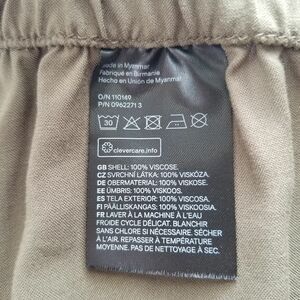 Made in Myanmar
Fabriqué en Birmanie
Hecho en Unión de Myanmar
O/N 110149
P/N 0962271 3
30
clevercare.info
GB SHELL: 100% VISCOSE.
CZ SVRCHNÍ LÁTKA: 100% VISKÓZA.
DE OBERMATERIAL: 100% VISKOSE.
EE ÜMBRIS: 100% VISKOOS.
ES TELA EXTERIOR: 100% VISCOSA.
FI PÄÄLLISKANGAS: 100% VISKOOSIA.
FR LAVER À LA MACHINE À L'EAU
FROIDE CYCLE DÉLICAT. BLANCHIR
SANS CHLORE SI NÉCESSAIRE. SÉCHER
À L'AIR. REPASSER À TEMPÉRATURE
MOYENNE. PAS DE NETTOYAGE À SEC.